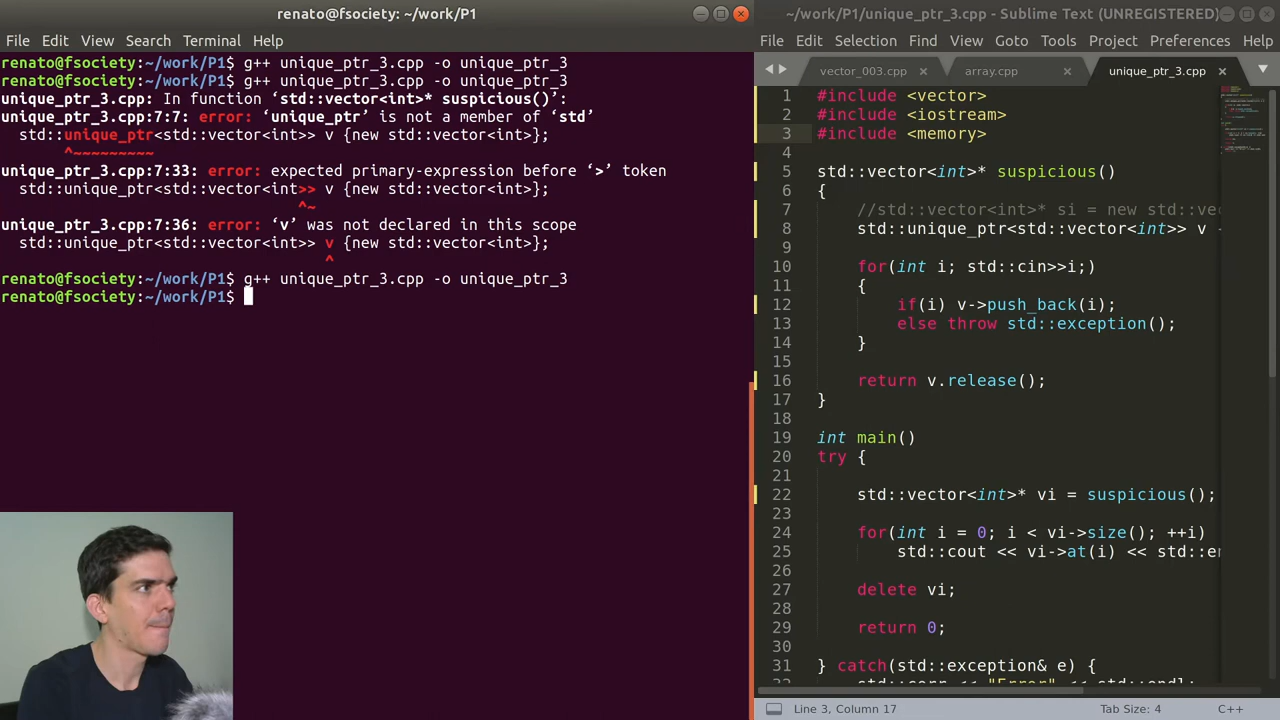 renato@fsociety: ~/work/P1
File Edit View Search Terminal Help
renato@fsociety:~/work/P1$ g++ unique_ptr_3.cpp -o unique_ptr_3
renato@fsociety:~/work/P1$ g++ unique_ptr_3.cpp -o unique_ptr_3
unique_ptr_3.cpp: In function ‘std::vector<int>* suspicious()’:
unique_ptr_3.cpp:7:7: error: ‘unique_ptr’ is not a member of ‘std’
std::unique_ptr<std::vector<int>> v {new std::vector<int>};
^~~~~~~~~~
unique_ptr_3.cpp:7:33: error: expected primary-expression before ‘>’ token
std::unique_ptr<std::vector<int>> v {new std::vector<int>};
^~
unique_ptr_3.cpp:7:36: error: ‘v’ was not declared in this scope
std::unique_ptr<std::vector<int>> v {new std::vector<int>};
^
renato@fsociety:~/work/P1$ g++ unique_ptr_3.cpp -o unique_ptr_3
renato@fsociety:~/work/P1$
~/work/P1/unique_ptr_3.cpp - Sublime Text (UNREGISTERED)
File Edit Selection Find View Goto Tools Project Preferences Help
vector_003.cpp array.cpp unique_ptr_3.cpp
1 #include <vector>
2 #include <iostream>
3 #include <memory>
4
5 std::vector<int>* suspicious()
6 {
7 //std::vector<int>* si = new std::ve
8 std::unique_ptr<std::vector<int>> v
9
10 for(int i; std::cin>>i;)
11 {
12 if(i) v->push_back(i);
13 else throw std::exception();
14 }
15
16 return v.release();
17 }
18
19 int main()
20 try {
21
22 std::vector<int>* vi = suspicious();
23
24 for(int i = 0; i < vi->size(); ++i)
25 std::cout << vi->at(i) << std::e
26
27 delete vi;
28
29 return 0;
30
31 } catch(std::exception& e) {
Line 3, Column 17 Tab Size: 4 C++